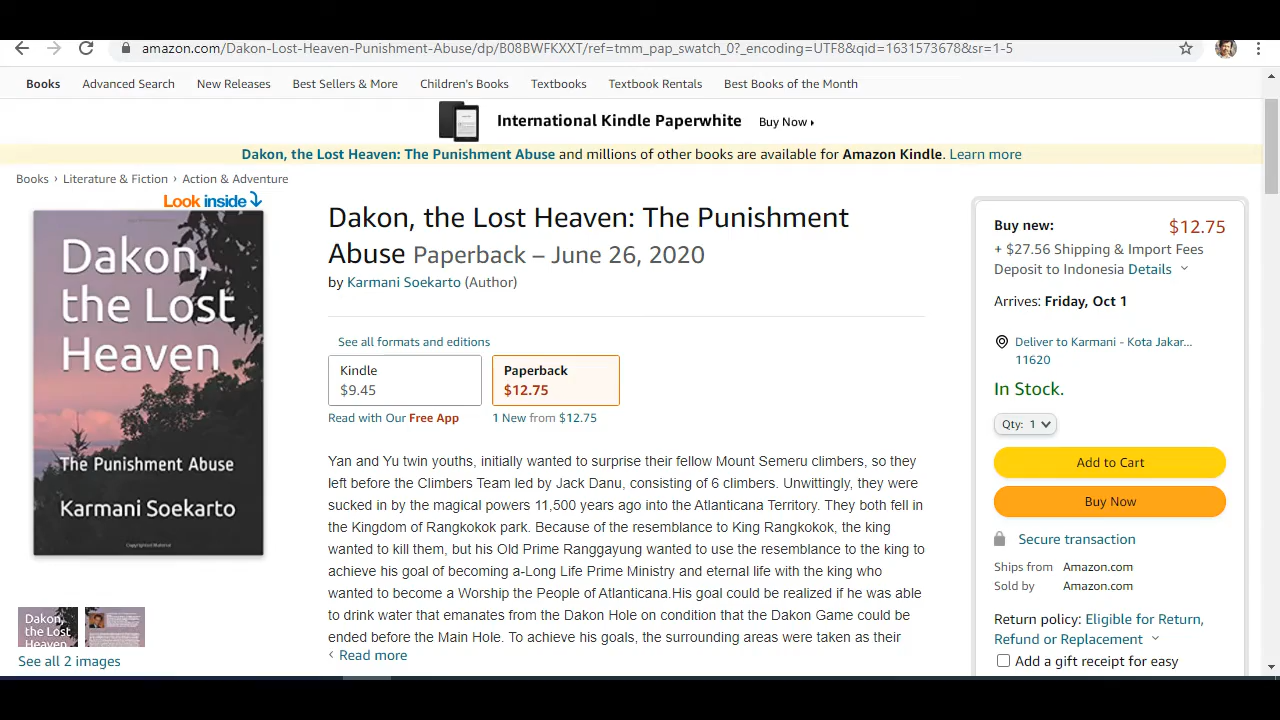 amazon.com/Dakon-Lost-Heaven-Punishment-Abuse/dp/B08BWFKXXT/ref=tmm_pap_swatch_0?_encoding=UTF8&qid=1631573678&sr=1-5
Books Advanced Search New Releases Best Sellers & More Children's Books Textbooks Textbook Rentals Best Books of the Month
International Kindle Paperwhite Buy Now
Dakon, the Lost Heaven: The Punishment Abuse and millions of other books are available for Amazon Kindle. Learn more
Books › Literature & Fiction › Action & Adventure
Look inside
Dakon,
the Lost
Heaven
The Punishment Abuse
Karmani Soekarto
Copyrighted Material
Dakon,
the Lost
Heaven
See all 2 images
Dakon, the Lost Heaven: The Punishment
Abuse Paperback – June 26, 2020
by Karmani Soekarto (Author)
See all formats and editions
Kindle
$9.45
Paperback
$12.75
Read with Our Free App
1 New from $12.75
Yan and Yu twin youths, initially wanted to surprise their fellow Mount Semeru climbers, so they
left before the Climbers Team led by Jack Danu, consisting of 6 climbers. Unwittingly, they were
sucked in by the magical powers 11,500 years ago into the Atlanticana Territory. They both fell in
the Kingdom of Rangkokok park. Because of the resemblance to King Rangkokok, the king
wanted to kill them, but his Old Prime Ranggayung wanted to use the resemblance to the king to
achieve his goal of becoming a-Long Life Prime Ministry and eternal life with the king who
wanted to become a Worship the People of Atlanticana.His goal could be realized if he was able
to drink water that emanates from the Dakon Hole on condition that the Dakon Game could be
ended before the Main Hole. To achieve his goals, the surrounding areas were taken as their
‹ Read more
Buy new: $12.75
+ $27.56 Shipping & Import Fees
Deposit to Indonesia Details
Arrives: Friday, Oct 1
Deliver to Karmani - Kota Jakar...
11620
In Stock.
Qty: 1
Add to Cart
Buy Now
Secure transaction
Ships from Amazon.com
Sold by Amazon.com
Return policy: Eligible for Return,
Refund or Replacement
Add a gift receipt for easy